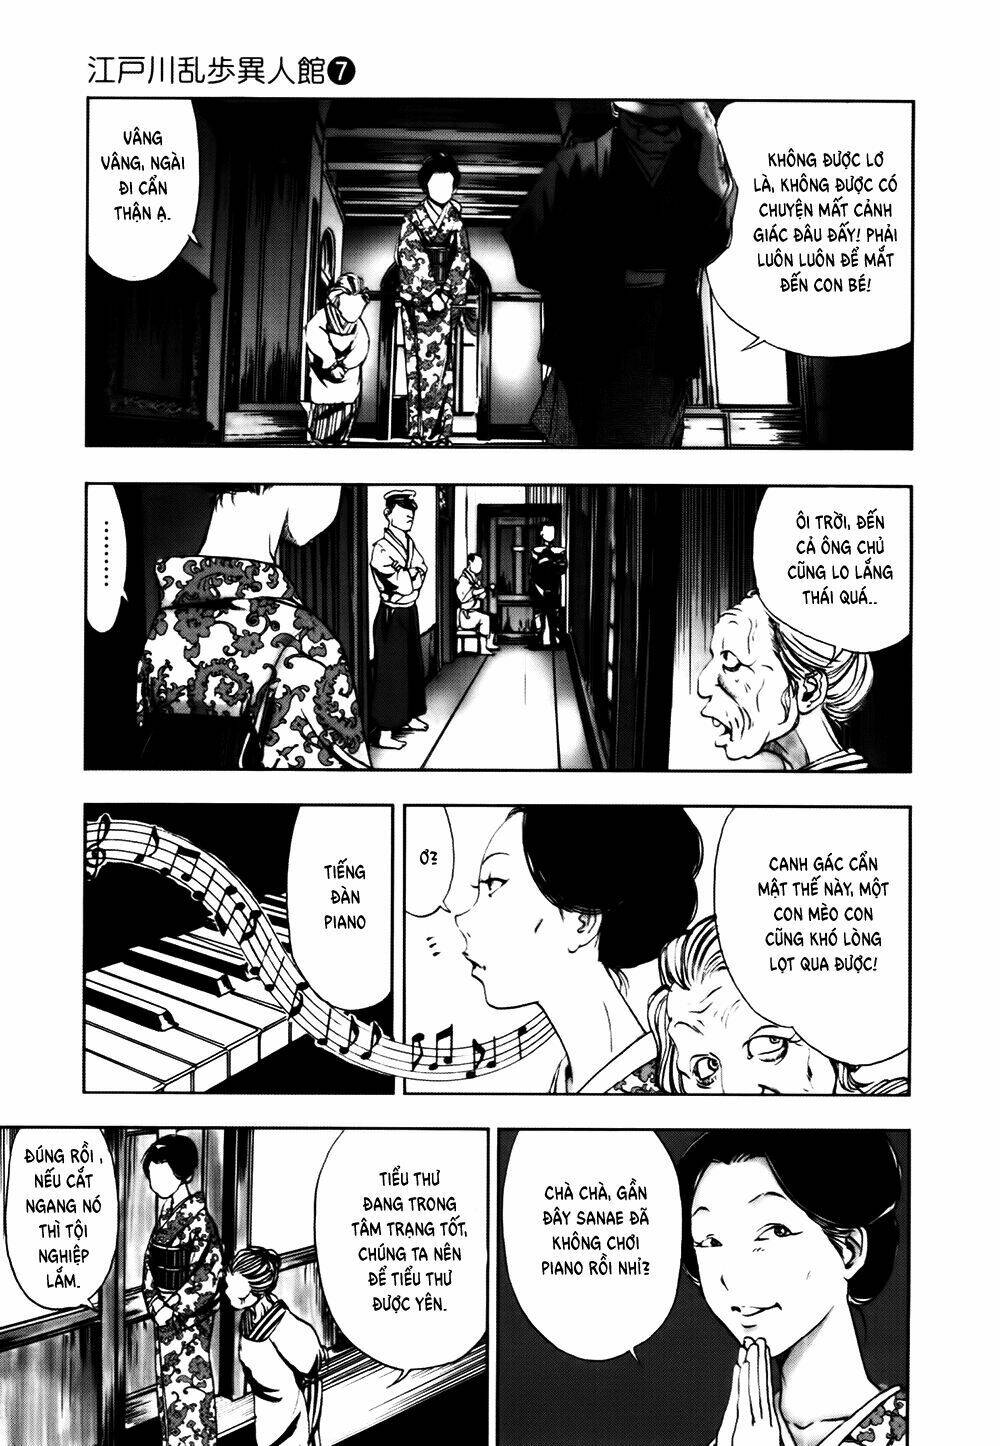 江戸川乱歩異人館❼
KHÔNG ĐƯỢC LƠ
LÀ, KHÔNG ĐƯỢC CÓ
CHUYỆN MẤT CẢNH
GIÁC ĐÂU ĐẤY! PHẢI
LUÔN LUÔN ĐỂ MẮT
ĐẾN CON BÉ!
VÂNG
VÂNG, NGÀI
ĐI CẨN
THẬN Ạ.
ÔI TRỜI, ĐẾN
CẢ ÔNG CHỦ
CŨNG LO LẮNG
THÁI QUÁ..
.........
CANH GÁC CẨN
MẬT THẾ NÀY, MỘT
CON MÈO CON
CŨNG KHÓ LÒNG
LỌT QUA ĐƯỢC!
Ơ?
TIẾNG
ĐÀN
PIANO
CHÀ CHÀ, GẦN
ĐÂY SANAE ĐÃ
KHÔNG CHƠI
PIANO RỒI NHỈ?
TIỂU THƯ
ĐANG TRONG
TÂM TRẠNG TỐT,
CHÚNG TA NÊN
ĐỂ TIỂU THƯ
ĐƯỢC YÊN.
ĐÚNG RỒI ,
NẾU CẮT
NGANG NÓ
THÌ TỘI
NGHIỆP
LẮM.